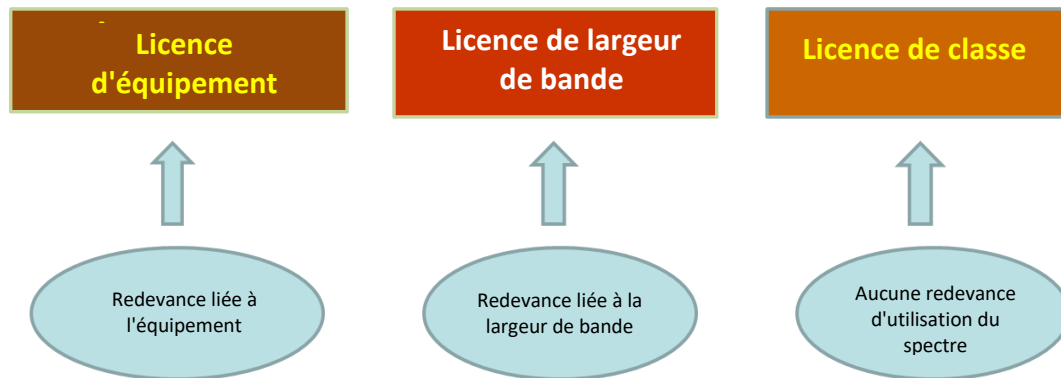 Licence
d'équipement
Licence de largeur
de bande
Licence de classe
Redevance liée à
l'équipement
Redevance liée à la
largeur de bande
Aucune redevance
d'utilisation du
spectre